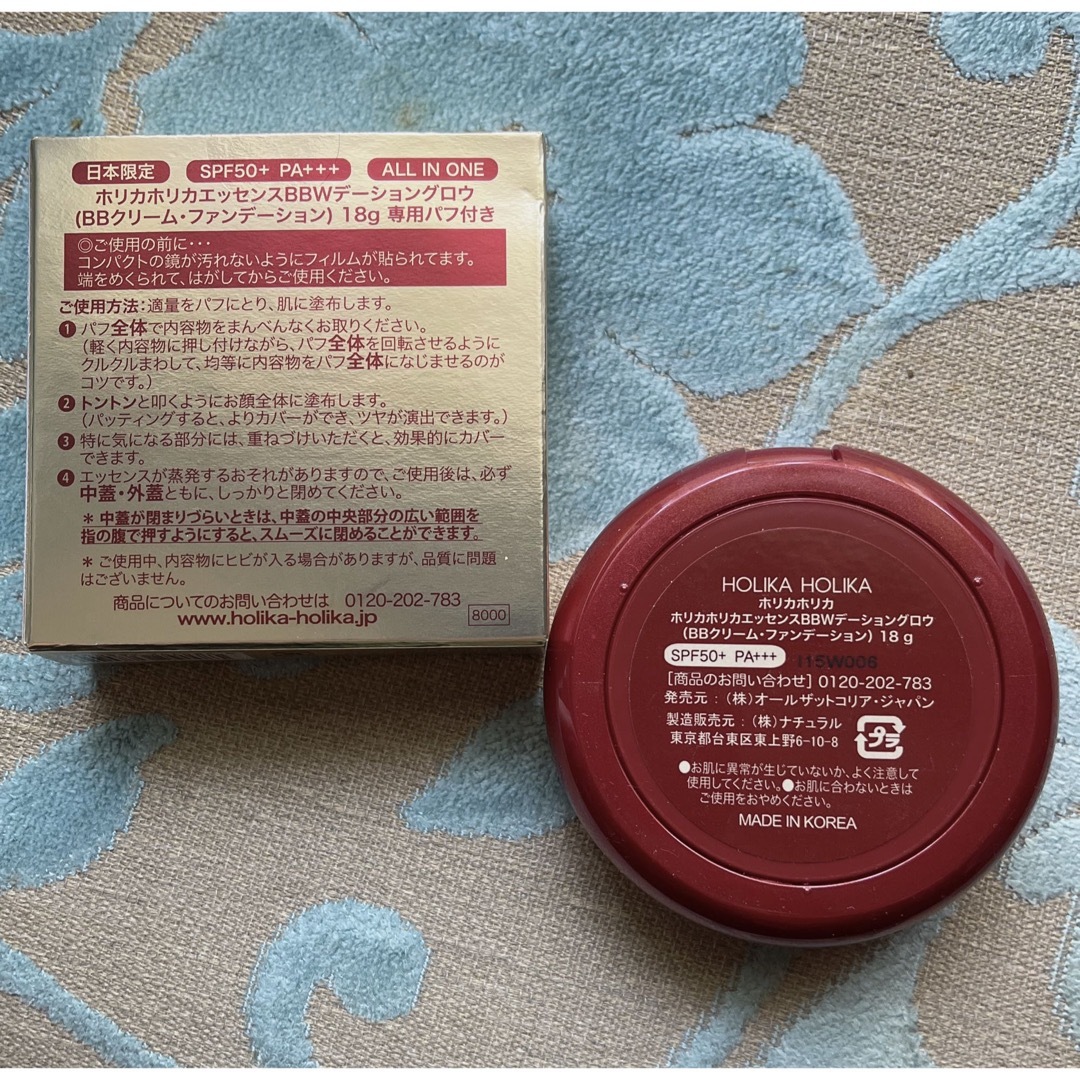 日本限定 SPF50+ PA+++ ALL IN ONE
ホリカホリカエッセンスBBWデーショングロウ
(BBクリーム・ファンデーション) 18g 専用パフ付き
◎ご使用の前に・・・
コンパクトの鏡が汚れないようにフィルムが貼られてます。
端をめくられて、はがしてからご使用ください。
ご使用方法：適量をパフにとり、肌に塗布します。
❶ パフ全体で内容物をまんべんなくお取りください。
（軽く内容物に押し付けながら、パフ全体を回転させるように
クルクルまわして、均等に内容物をパフ全体になじませるのが
コツです。）
❷ トントンと叩くようにお顔全体に塗布します。
（パッティングすると、よりカバーができ、ツヤが演出できます。）
❸ 特に気になる部分には、重ねづけいただくと、効果的にカバー
できます。
❹ エッセンスが蒸発するおそれがありますので、ご使用後は、必ず
中蓋・外蓋ともに、しっかりと閉めてください。
＊ 中蓋が閉まりづらいときは、中蓋の中央部分の広い範囲を
指の腹で押すようにすると、スムーズに閉めることができます。
＊ ご使用中、内容物にヒビが入る場合がありますが、品質に問題
はございません。
商品についてのお問い合わせは 0120-202-783
www.holika-holika.jp 8000
HOLIKA HOLIKA
ホリカホリカ
ホリカホリカエッセンスBBWデーショングロウ
(BBクリーム・ファンデーション) 18 g
SPF50+ PA+++ I15W006
[商品のお問い合わせ] 0120-202-783
発売元：（株）オールザットコリア・ジャパン
製造販売元：（株）ナチュラル
東京都台東区東上野6-10-8
プラ
●お肌に異常が生じていないか、よく注意して
使用してください。●お肌に合わないときは
ご使用をおやめください。
MADE IN KOREA